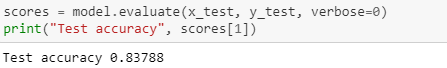 scores = model.evaluate(x_test, y_test, verbose=0)
print("Test accuracy", scores[1])
Test accuracy 0.83788